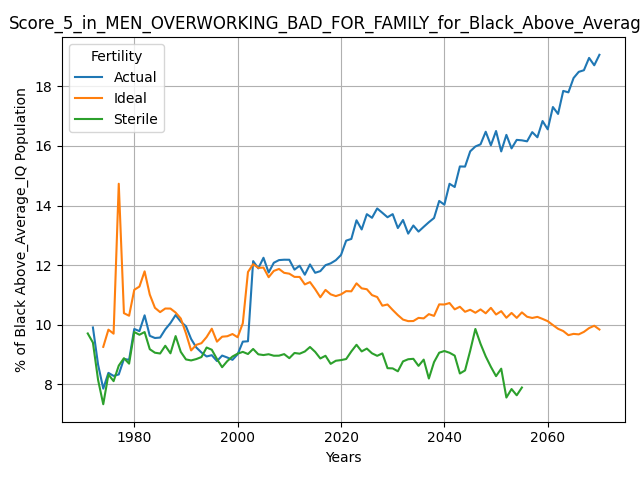 Score_5_in_MEN_OVERWORKING_BAD_FOR_FAMILY_for_Black_Above_Averag
Fertility
Actual
Ideal
Sterile
% of Black Above_Average_IQ Population
18
16
14
12
10
8
1980 2000 2020 2040 2060
Years